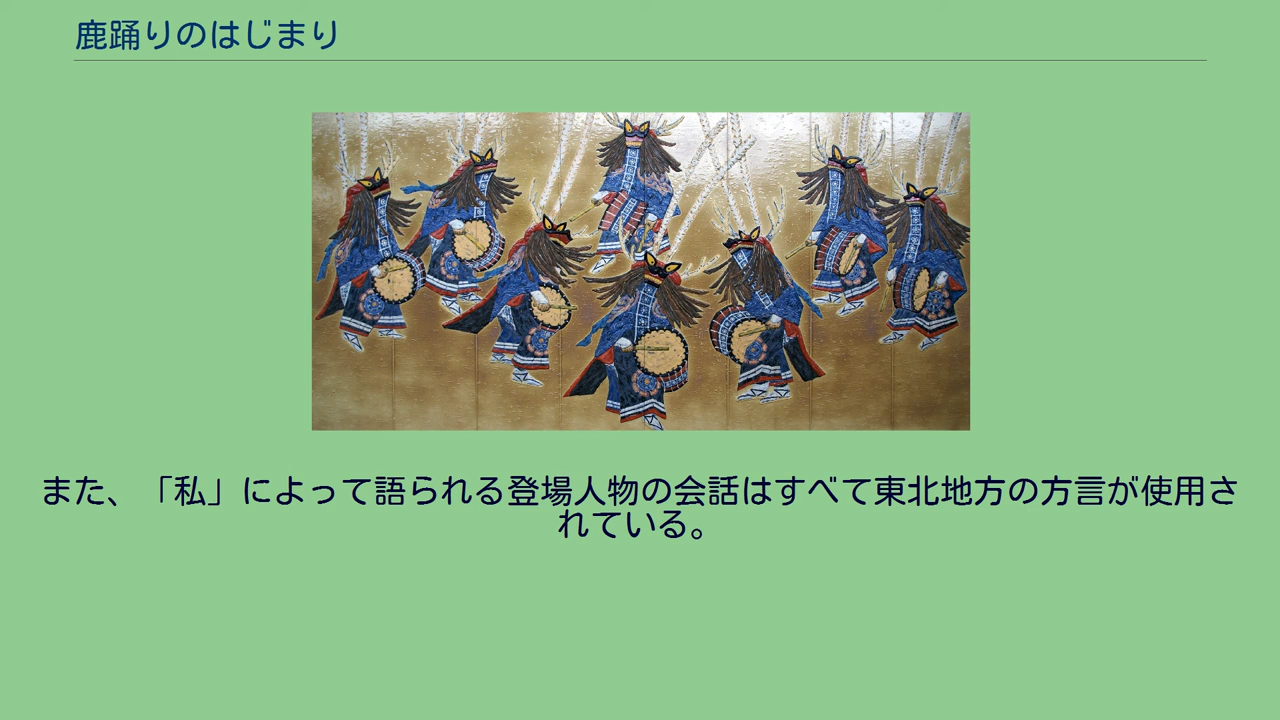 鹿踊りのはじまり
また、「私」によって語られる登場人物の会話はすべて東北地方の方言が使用さ
れている。